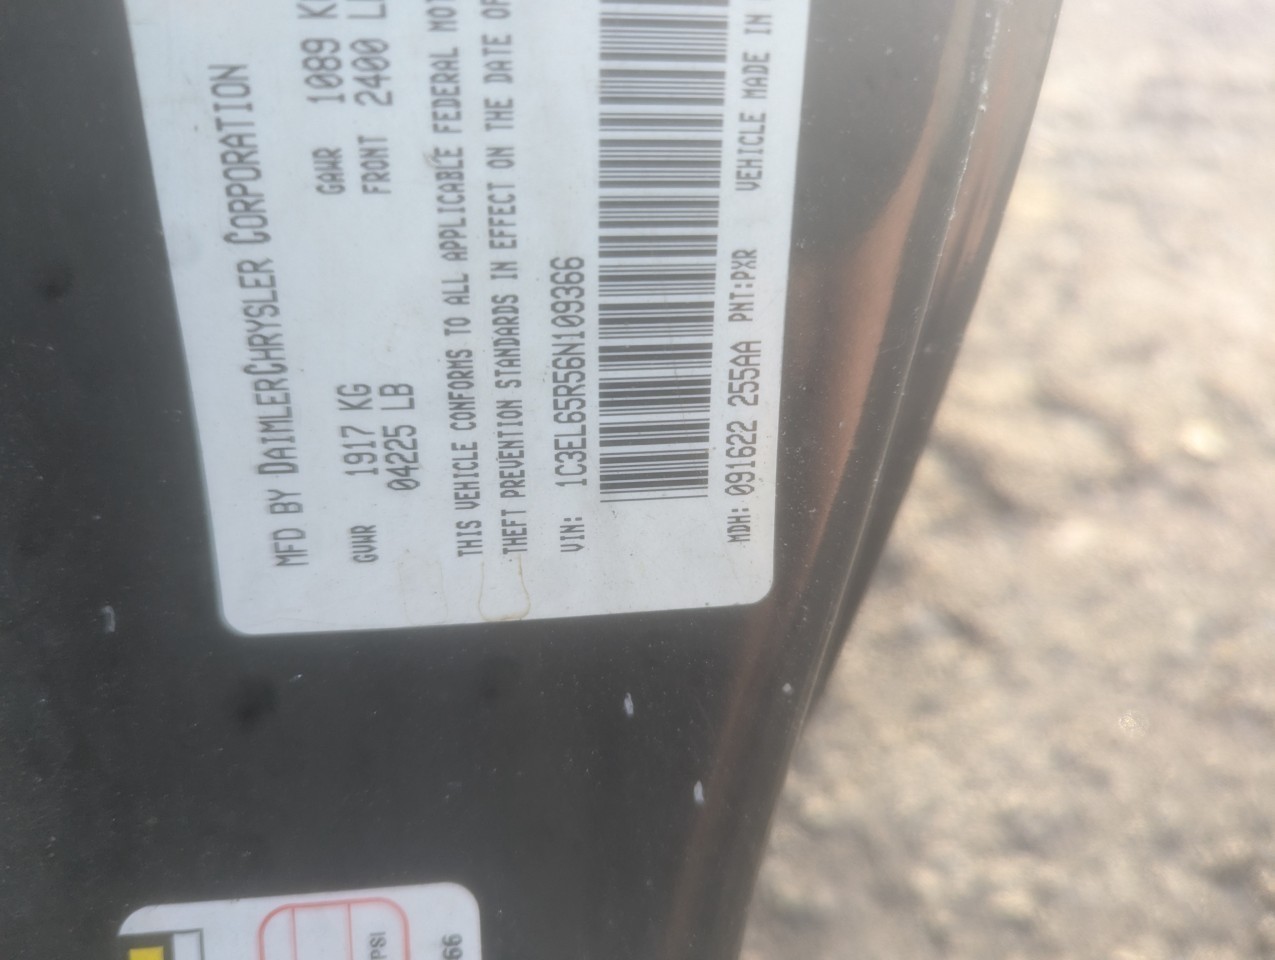 MFD BY DAIMLERCHRYSLER CORPORATION
GVWR 1917 KG GAWR 1089
04225 LB FRONT 2400
THIS VEHICLE CONFORMS TO ALL APPLICABLE FEDERAL
THEFT PREVENTION STANDARDS IN EFFECT ON THE DATE
VIN: 1C3EL65R56N109366
MDH: 091622 255AA PNT:PXR VEHICLE MADE IN
PSI
66